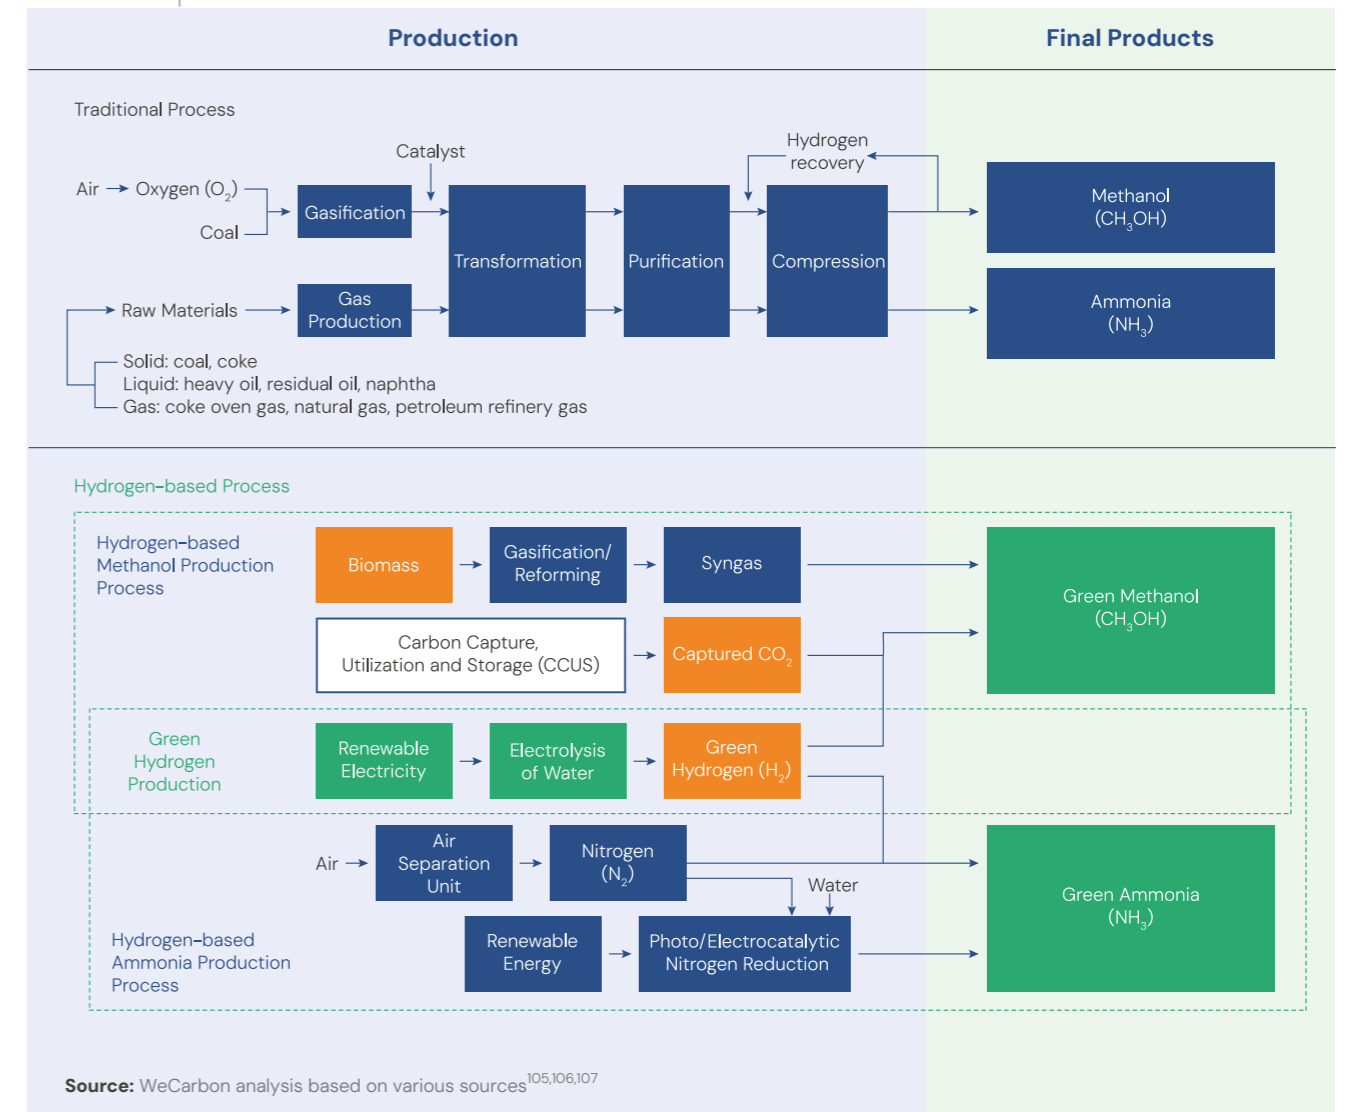 Production
Final Products
Traditional Process
Catalyst
Hydrogen
recovery
Air
Oxygen (O₂)
Coal
Gasification
Transformation
Purification
Compression
Methanol
(CH₃OH)
Raw Materials
Gas
Production
Ammonia
(NH₃)
Solid: coal, coke
Liquid: heavy oil, residual oil, naphtha
Gas: coke oven gas, natural gas, petroleum refinery gas
Hydrogen-based Process
Hydrogen-based
Methanol Production
Process
Biomass
Gasification/
Reforming
Syngas
Green Methanol
(CH₃OH)
Carbon Capture,
Utilization and Storage (CCUS)
Captured CO₂
Green
Hydrogen
Production
Renewable
Electricity
Electrolysis
of Water
Green
Hydrogen (H₂)
Air
Air
Separation
Unit
Nitrogen
(N₂)
Water
Green Ammonia
(NH₃)
Hydrogen-based
Ammonia Production
Process
Renewable
Energy
Photo/Electrocatalytic
Nitrogen Reduction
Source: WeCarbon analysis based on various sources¹⁰⁵,¹⁰⁶,¹⁰⁷